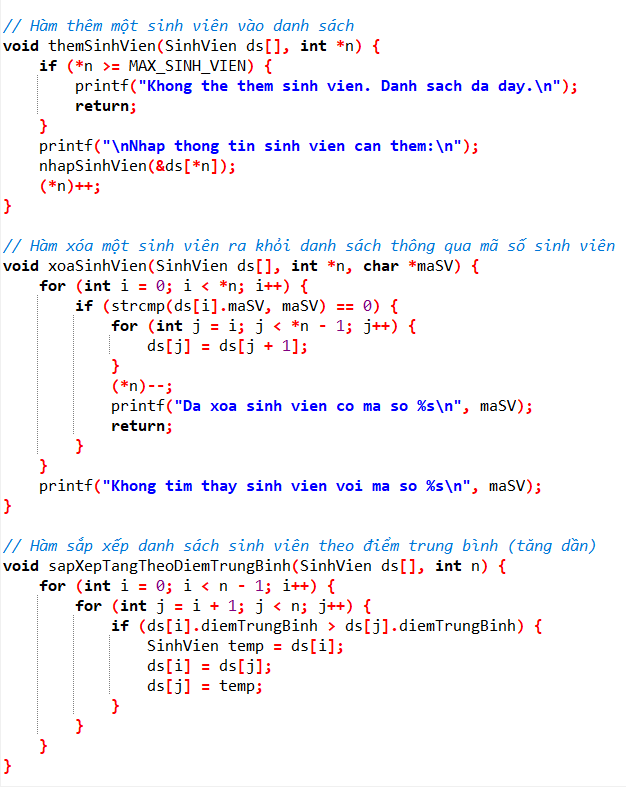 // Hàm thêm một sinh viên vào danh sách
void themSinhVien(SinhVien ds[], int *n) {
    if (*n >= MAX_SINH_VIEN) {
        printf("Khong the them sinh vien. Danh sach da day.\n");
        return;
    }
    printf("\nNhap thong tin sinh vien can them:\n");
    nhapSinhVien(&ds[*n]);
    (*n)++;
}

// Hàm xóa một sinh viên ra khỏi danh sách thông qua mã số sinh viên
void xoaSinhVien(SinhVien ds[], int *n, char *maSV) {
    for (int i = 0; i < *n; i++) {
        if (strcmp(ds[i].maSV, maSV) == 0) {
            for (int j = i; j < *n - 1; j++) {
                ds[j] = ds[j + 1];
            }
            (*n)--;
            printf("Da xoa sinh vien co ma so %s\n", maSV);
            return;
        }
    }
    printf("Khong tim thay sinh vien voi ma so %s\n", maSV);
}

// Hàm sắp xếp danh sách sinh viên theo điểm trung bình (tăng dần)
void sapXepTangTheoDiemTrungBinh(SinhVien ds[], int n) {
    for (int i = 0; i < n - 1; i++) {
        for (int j = i + 1; j < n; j++) {
            if (ds[i].diemTrungBinh > ds[j].diemTrungBinh) {
                SinhVien temp = ds[i];
                ds[i] = ds[j];
                ds[j] = temp;
            }
        }
    }
}